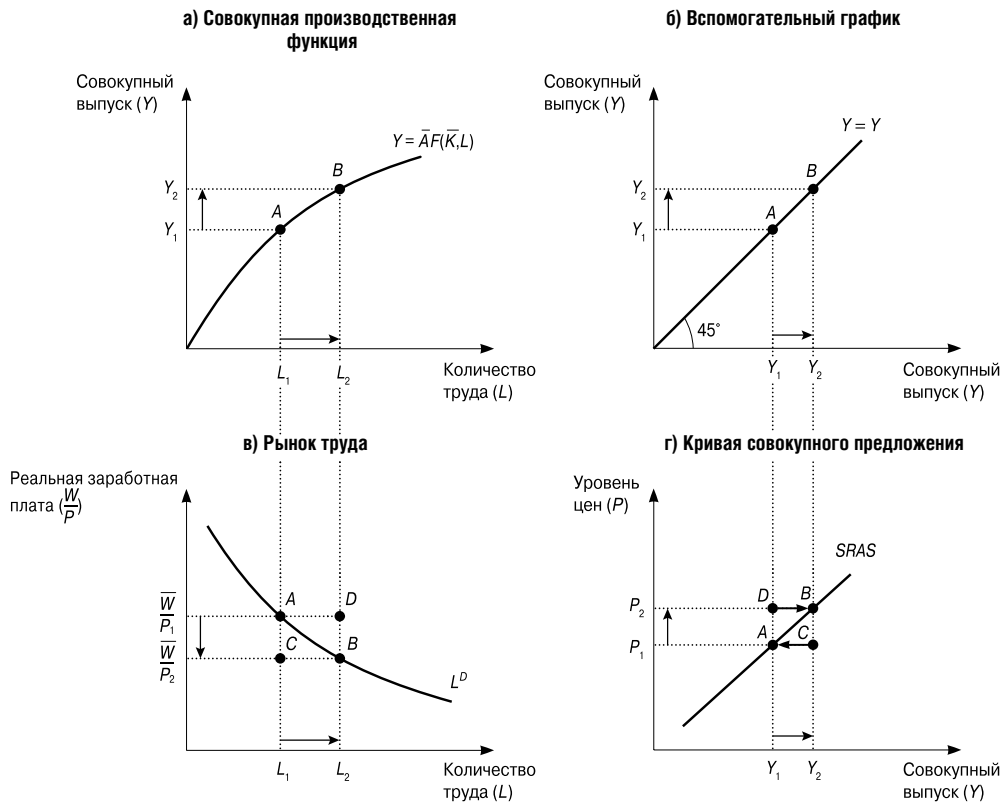 а) Совокупная производственная
функция
Совокупный
выпуск (Y)
Y = A̅F(K̅,L)
B
Y₂
A
Y₁
L₁
L₂
Количество
труда (L)
б) Вспомогательный график
Совокупный
выпуск (Y)
Y = Y
B
Y₂
A
Y₁
45°
Y₁
Y₂
Совокупный
выпуск (Y)
в) Рынок труда
Реальная заработная
плата (W/P)
W̅/P₁
A
D
W̅/P₂
C
B
Lᴰ
L₁
L₂
Количество
труда (L)
г) Кривая совокупного предложения
Уровень
цен (P)
SRAS
P₂
D
B
P₁
A
C
Y₁
Y₂
Совокупный
выпуск (Y)